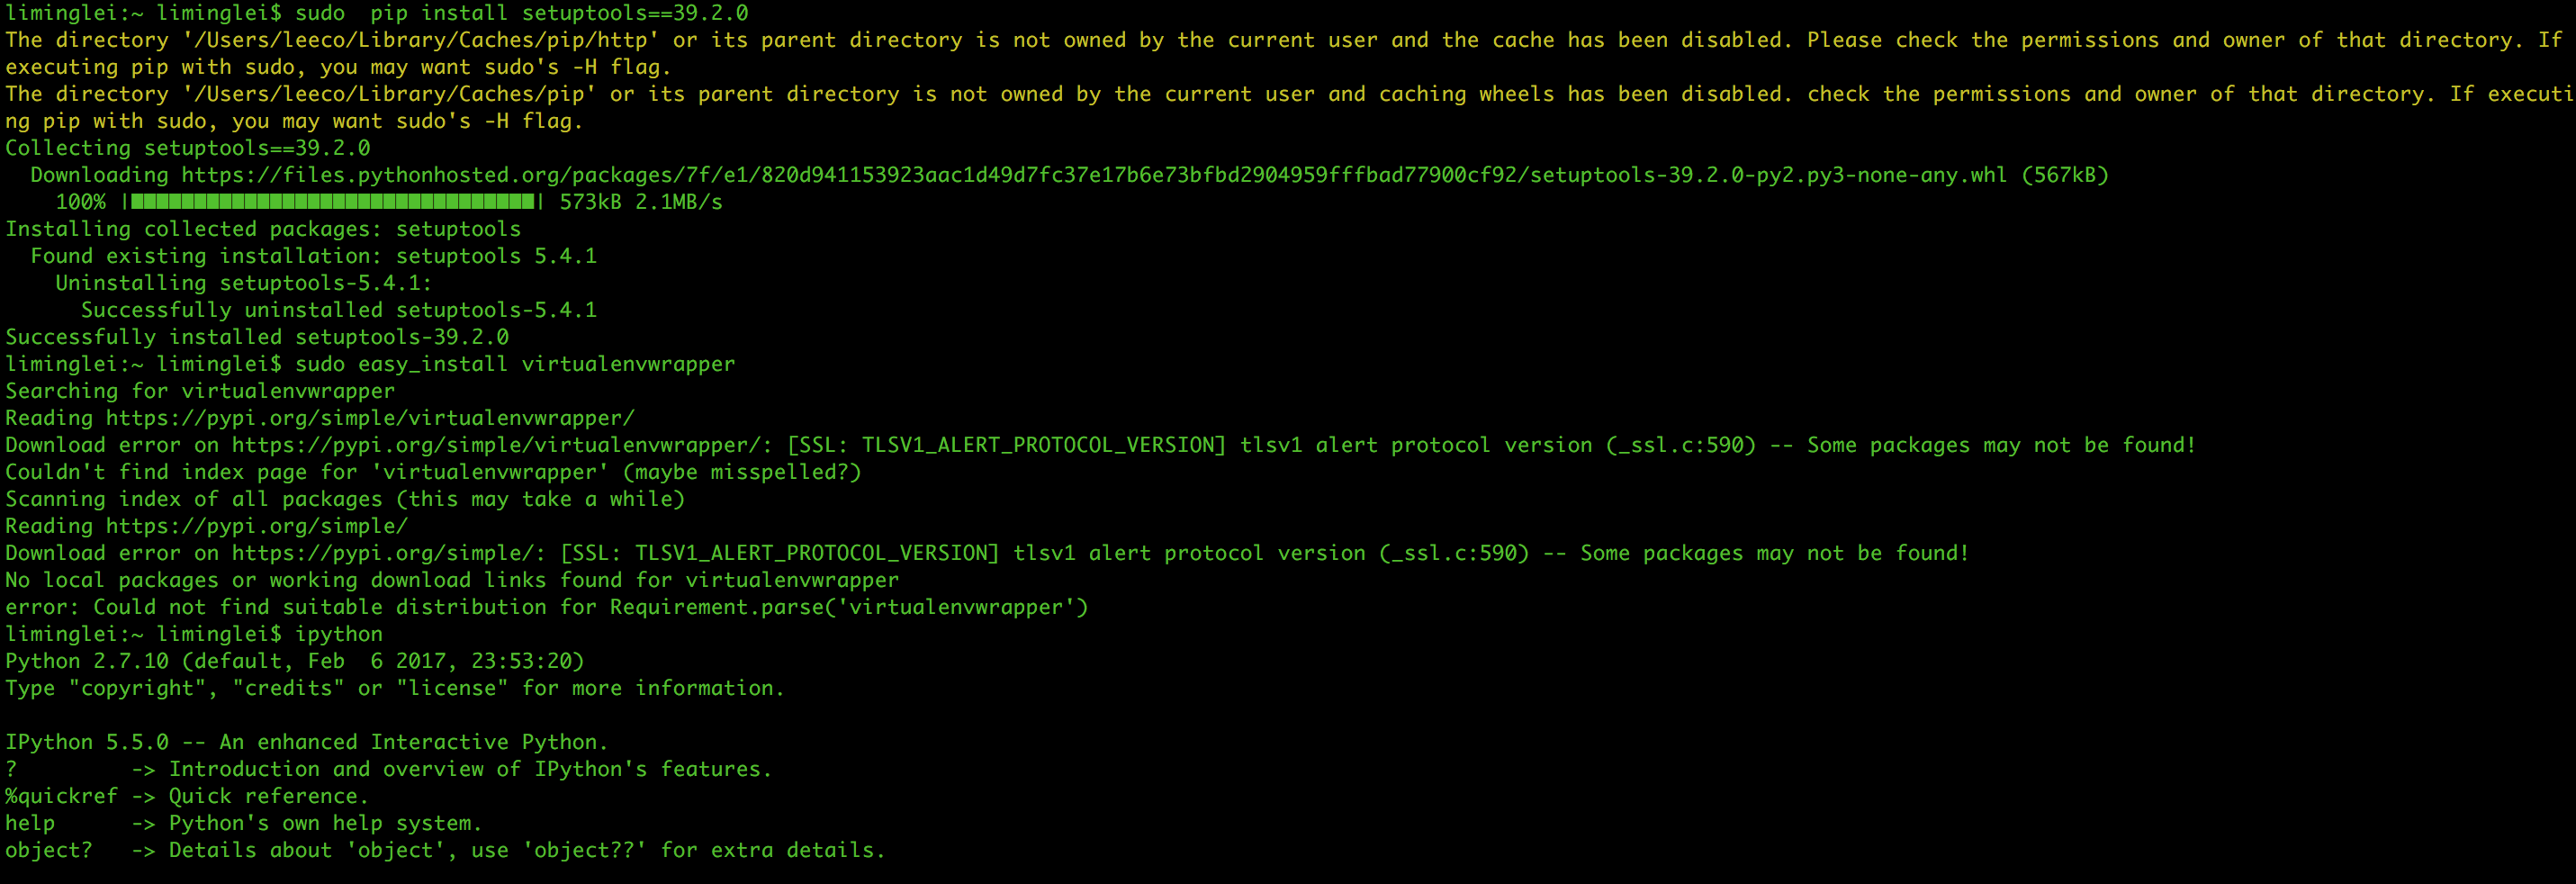 liminglei:~ liminglei$ sudo  pip install setuptools==39.2.0
The directory '/Users/leeco/Library/Caches/pip/http' or its parent directory is not owned by the current user and the cache has been disabled. Please check the permissions and owner of that directory. If
executing pip with sudo, you may want sudo's -H flag.
The directory '/Users/leeco/Library/Caches/pip' or its parent directory is not owned by the current user and caching wheels has been disabled. check the permissions and owner of that directory. If executi
ng pip with sudo, you may want sudo's -H flag.
Collecting setuptools==39.2.0
  Downloading https://files.pythonhosted.org/packages/7f/e1/820d941153923aac1d49d7fc37e17b6e73bfbd2904959fffbad77900cf92/setuptools-39.2.0-py2.py3-none-any.whl (567kB)
    100% |████████████████████████████████| 573kB 2.1MB/s
Installing collected packages: setuptools
  Found existing installation: setuptools 5.4.1
    Uninstalling setuptools-5.4.1:
      Successfully uninstalled setuptools-5.4.1
Successfully installed setuptools-39.2.0
liminglei:~ liminglei$ sudo easy_install virtualenvwrapper
Searching for virtualenvwrapper
Reading https://pypi.org/simple/virtualenvwrapper/
Download error on https://pypi.org/simple/virtualenvwrapper/: [SSL: TLSV1_ALERT_PROTOCOL_VERSION] tlsv1 alert protocol version (_ssl.c:590) -- Some packages may not be found!
Couldn't find index page for 'virtualenvwrapper' (maybe misspelled?)
Scanning index of all packages (this may take a while)
Reading https://pypi.org/simple/
Download error on https://pypi.org/simple/: [SSL: TLSV1_ALERT_PROTOCOL_VERSION] tlsv1 alert protocol version (_ssl.c:590) -- Some packages may not be found!
No local packages or working download links found for virtualenvwrapper
error: Could not find suitable distribution for Requirement.parse('virtualenvwrapper')
liminglei:~ liminglei$ ipython
Python 2.7.10 (default, Feb  6 2017, 23:53:20)
Type "copyright", "credits" or "license" for more information.

IPython 5.5.0 -- An enhanced Interactive Python.
?         -> Introduction and overview of IPython's features.
%quickref -> Quick reference.
help      -> Python's own help system.
object?   -> Details about 'object', use 'object??' for extra details.